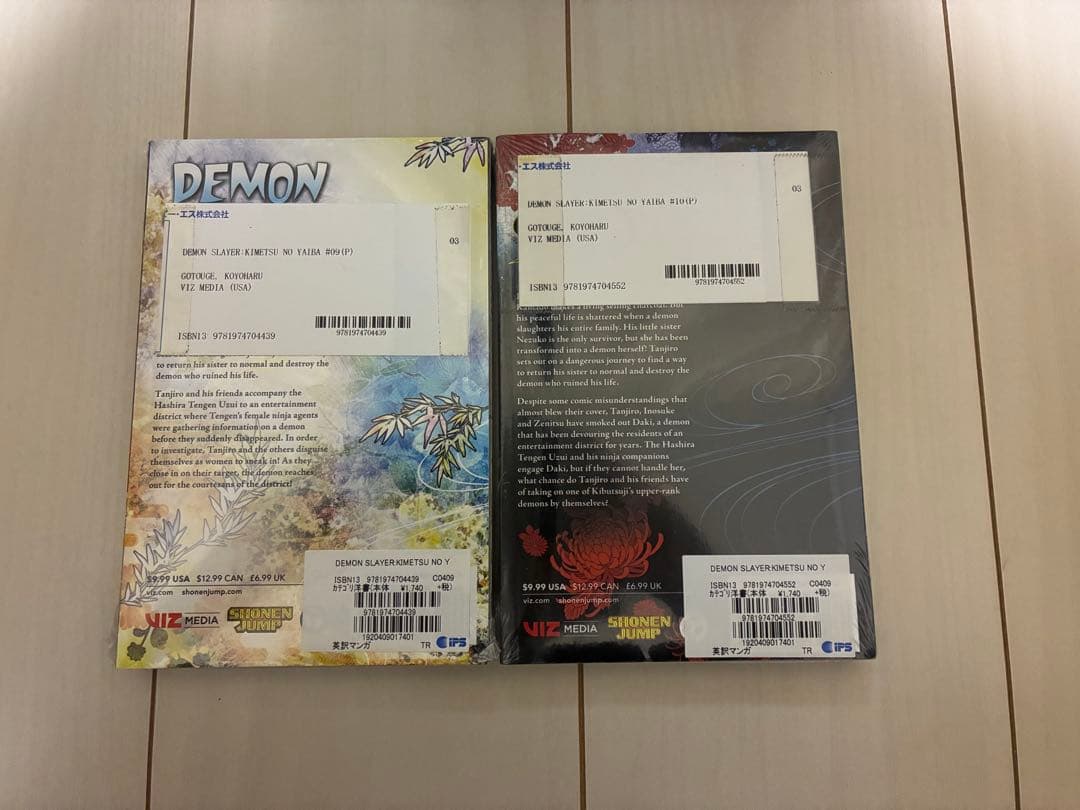 DEMON
ー・エス株式会社
03
DEMON SLAYER:KIMETSU NO YAIBA #09(P)
GOTOUGE, KOYOHARU
VIZ MEDIA (USA)
9781974704439
ISBN13 9781974704439
to return his sister to normal and destroy the
demon who ruined his life.
Tanjiro and his friends accompany the
Hashira Tengen Uzui to an entertainment
district where Tengen's female ninja agents
were gathering information on a demon
before they suddenly disappeared. In order
to investigate, Tanjiro and the others disguise
themselves as women to sneak in! As they
close in on their target, the demon reaches
out for the courtesans of the district!
$9.99 USA $12.99 CAN £6.99 UK
viz.com shonenjump.com
VIZ MEDIA
SHONEN
JUMP
DEMON SLAYER:KIMETSU NO Y
ISBN13 9781974704439 C0409
カテゴリ洋書(本体 ¥1,740 +税)
9781974704439
1920409017401
英訳マンガ TR IPS
・エス株式会社
03
DEMON SLAYER:KIMETSU NO YAIBA #10(P)
GOTOUGE, KOYOHARU
VIZ MEDIA (USA)
9781974704552
ISBN13 9781974704552
his peaceful life is shattered when a demon
slaughters his entire family. His little sister
Nezuko is the only survivor, but she has been
transformed into a demon herself! Tanjiro
sets out on a dangerous journey to find a way
to return his sister to normal and destroy the
demon who ruined his life.
Despite some comic misunderstandings that
almost blew their cover, Tanjiro, Inosuke
and Zenitsu have smoked out Daki, a demon
that has been devouring the residents of an
entertainment district for years. The Hashira
Tengen Uzui and his ninja companions
engage Daki, but if they cannot handle her,
what chance do Tanjiro and his friends have
of taking on one of Kibutsuji's upper-rank
demons by themselves?
$9.99 USA $12.99 CAN £6.99 UK
viz.com shonenjump.com
VIZ MEDIA
SHONEN
JUMP
DEMON SLAYER:KIMETSU NO Y
ISBN13 9781974704552 C0409
カテゴリ洋書(本体 ¥1,740 +税)
9781974704552
1920409017401
英訳マンガ TR IPS